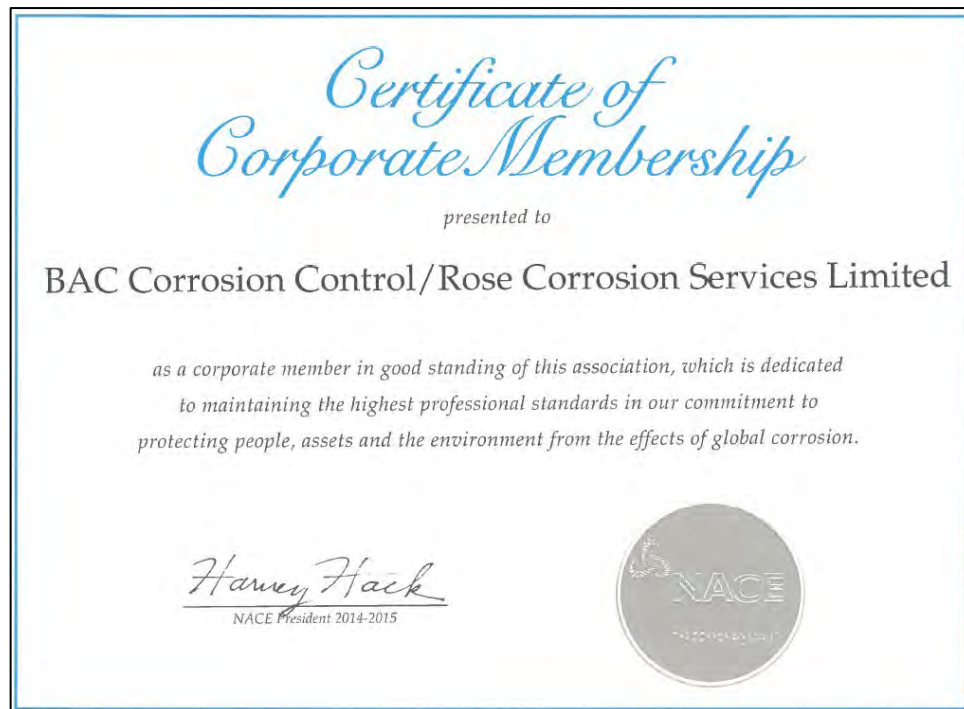 Certificate of
Corporate Membership
presented to
BAC Corrosion Control/Rose Corrosion Services Limited
as a corporate member in good standing of this association, which is dedicated
to maintaining the highest professional standards in our commitment to
protecting people, assets and the environment from the effects of global corrosion.
Harvey Hack
NACE President 2014-2015
NACE